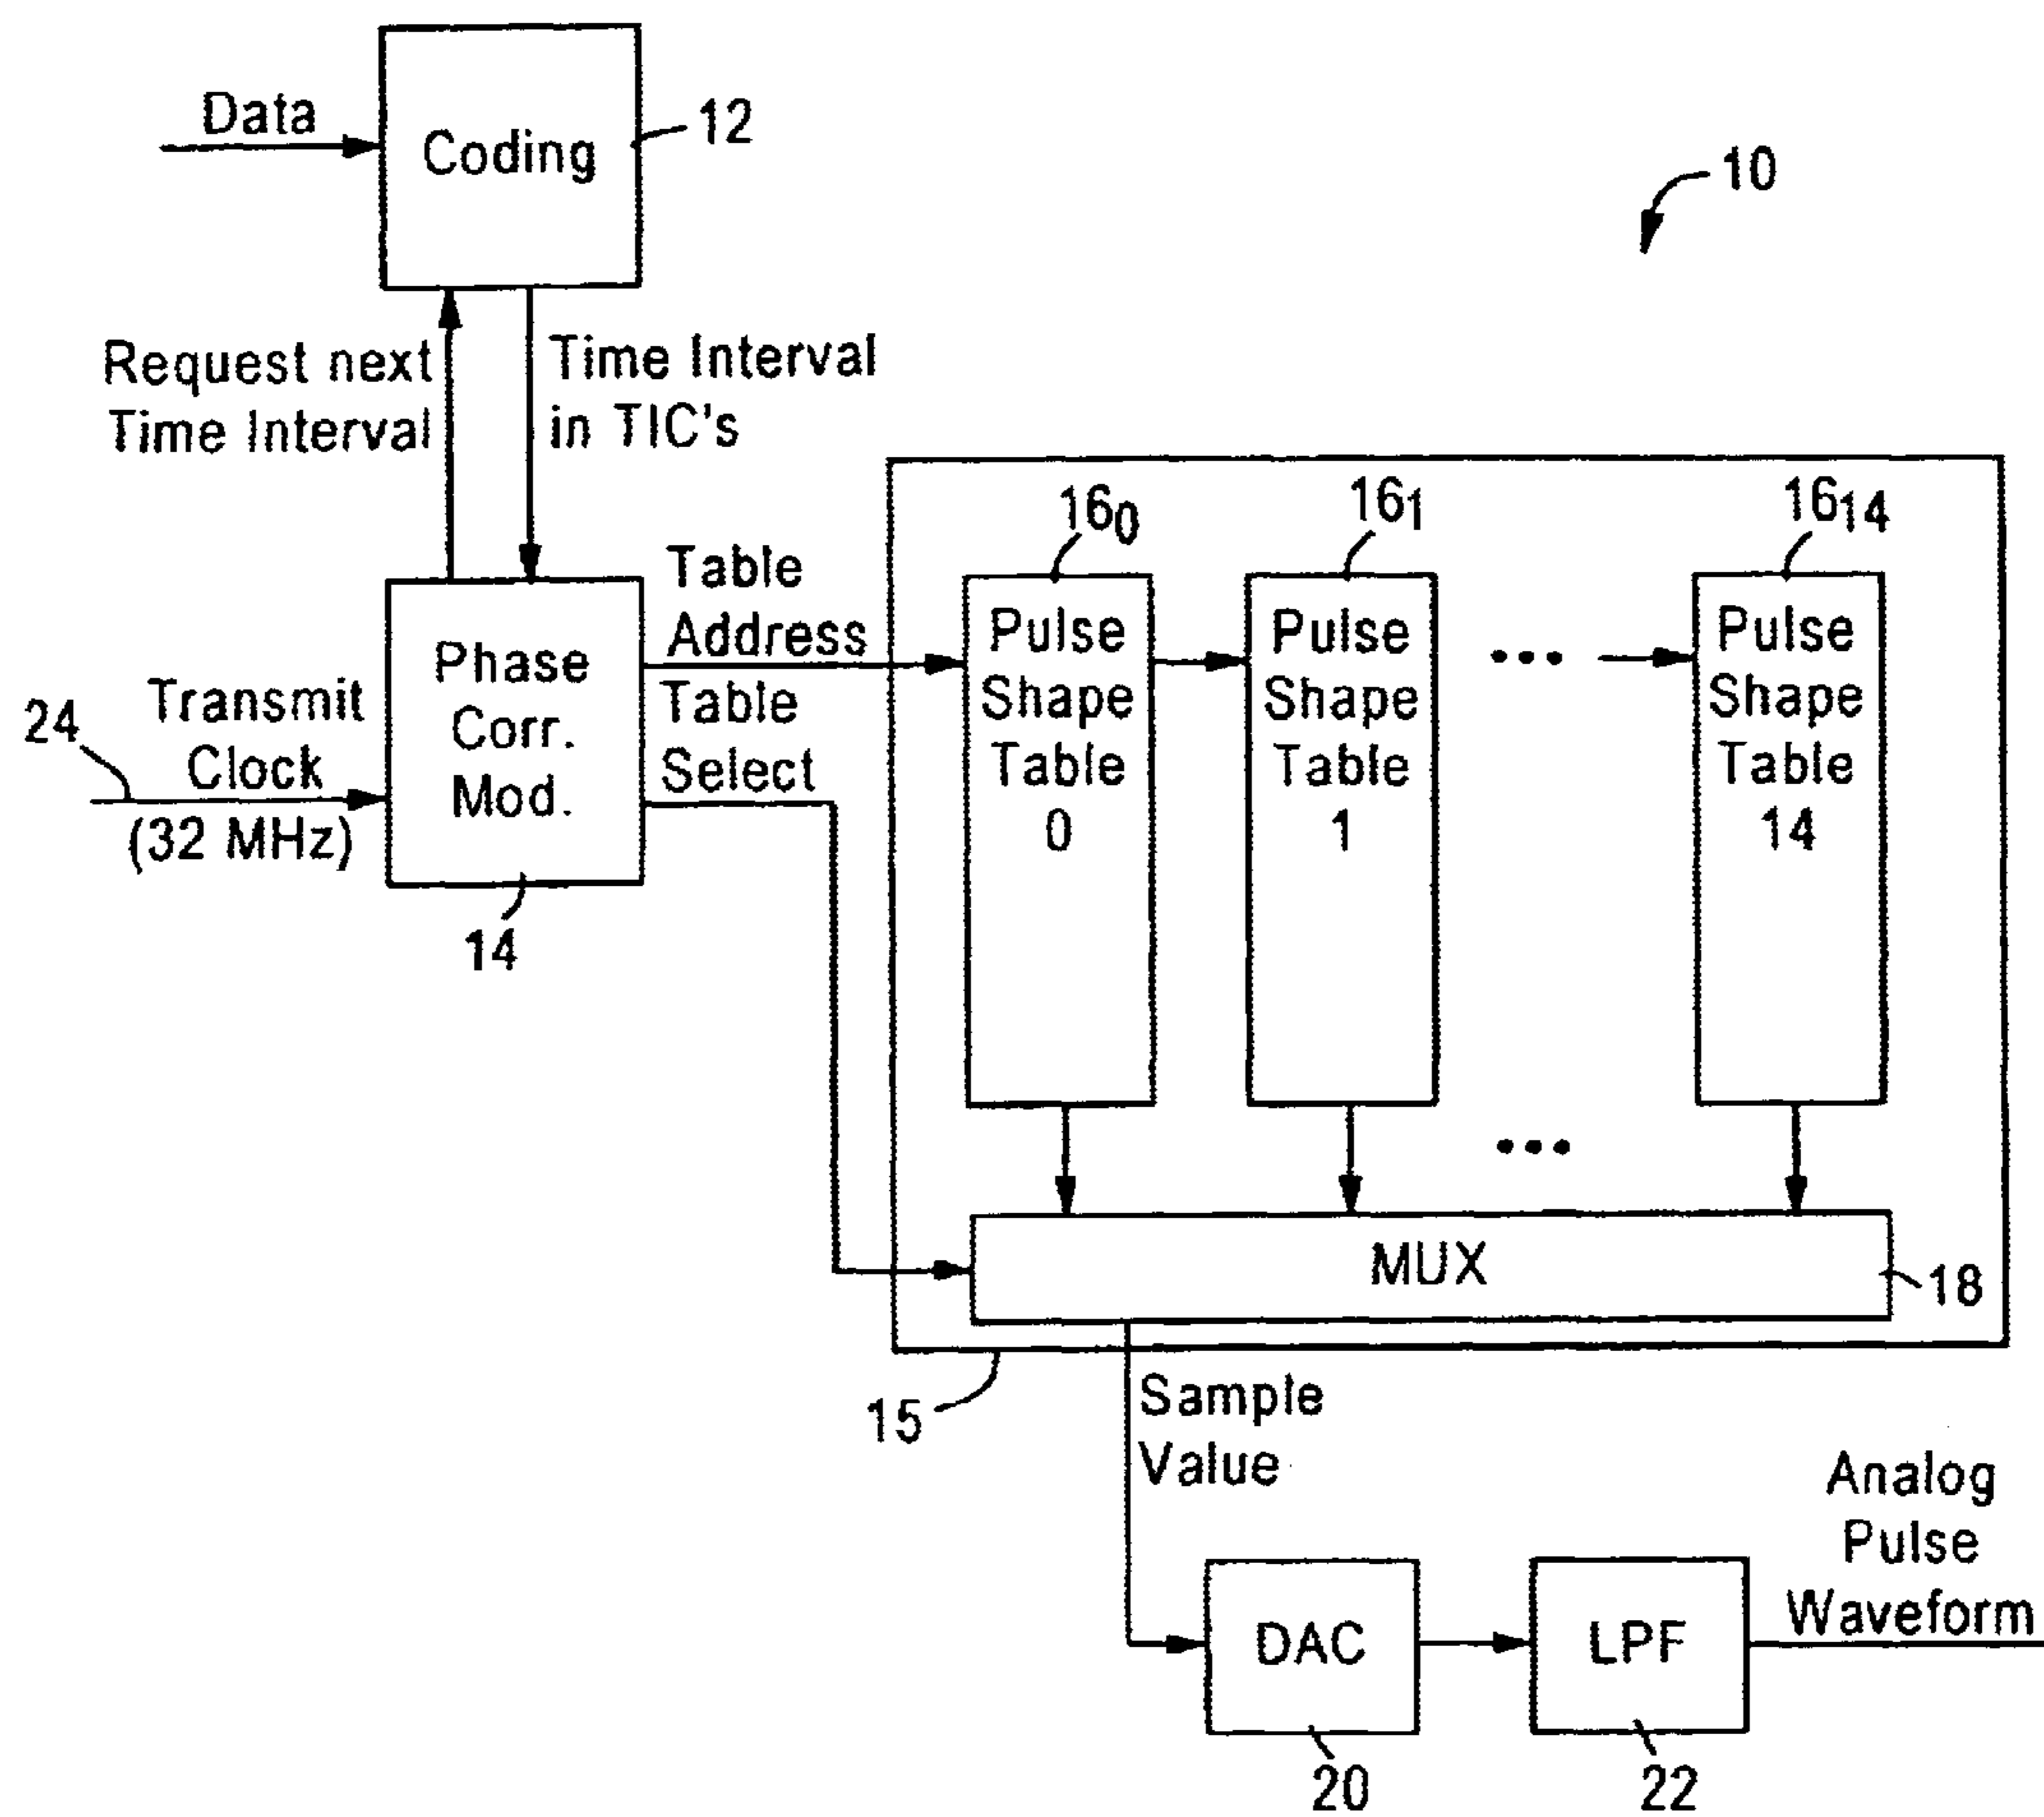 Data
Coding
12
10
Request next
Time Interval
Time Interval
in TIC's
16₀
16₁
16₁₄
Table
Address
Table
Select
Phase
Corr.
Mod.
14
24
Transmit
Clock
(32 MHz)
Pulse
Shape
Table
0
Pulse
Shape
Table
1
•••
Pulse
Shape
Table
14
•••
MUX
18
15
Sample
Value
DAC
20
LPF
22
Analog
Pulse
Waveform